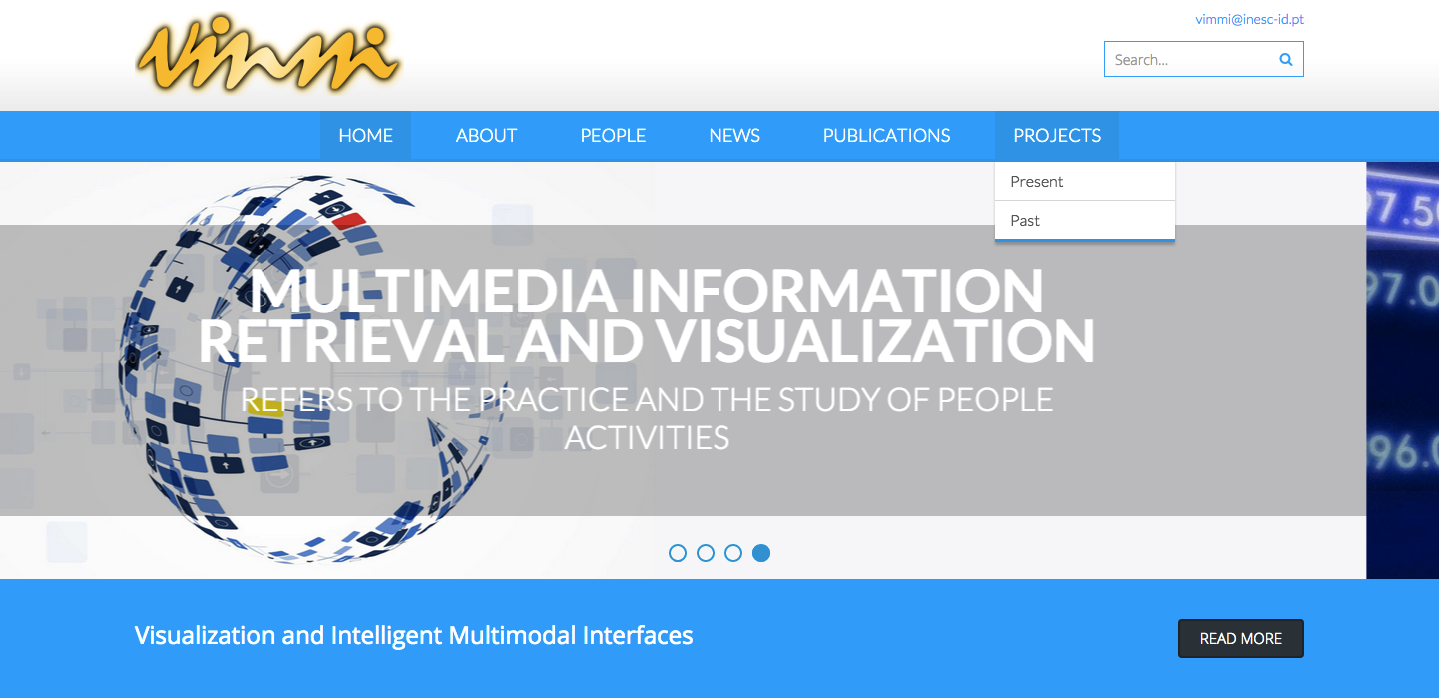 vimmi
vimmi@inesc-id.pt
Search...
HOME ABOUT PEOPLE NEWS PUBLICATIONS PROJECTS
Present
Past
MULTIMEDIA INFORMATION
RETRIEVAL AND VISUALIZATION
REFERS TO THE PRACTICE AND THE STUDY OF PEOPLE
ACTIVITIES
97.50
97.0
96.0
Visualization and Intelligent Multimodal Interfaces
READ MORE